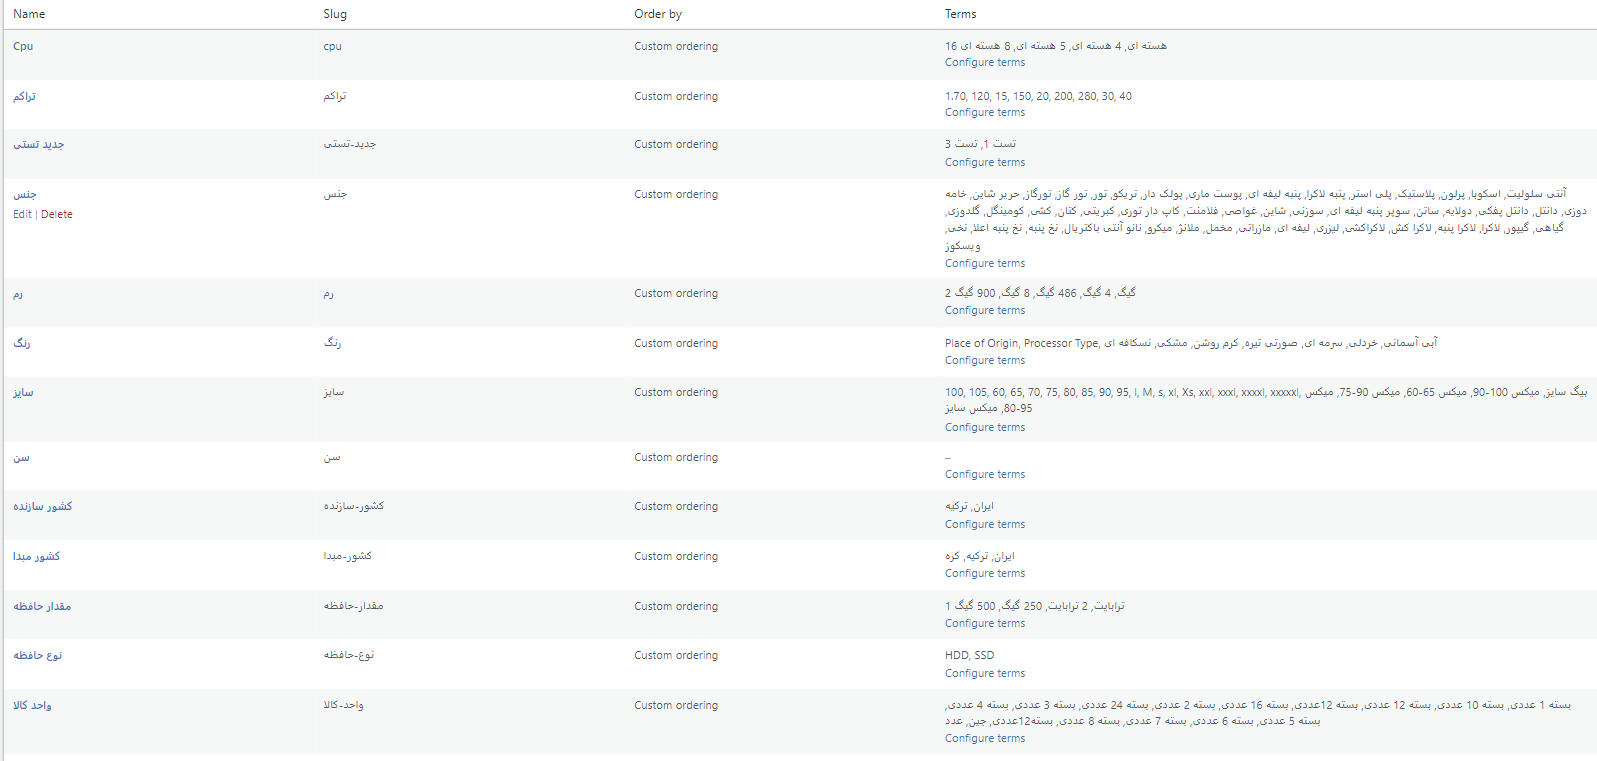 Name Slug Order by Terms
Cpu cpu Custom ordering 16 هسته ای, 4 هسته ای, 5 هسته ای, 8 هسته ای
Configure terms
تراکم تراکم Custom ordering 1.70, 120, 15, 150, 20, 200, 280, 30, 40
Configure terms
جدید تستی جدید-تستی Custom ordering تست 1, تست 3
Configure terms
جنس جنس Custom ordering آنتی سلولیت, اسکوبا, پرلون, پلاستیک, پلی استر, پنبه لاکرا, پنبه لیفه ای, پوست ماری, پولک دار, تریکو, تور, تور گاز, تورگاز, حریر شاین, خامه
Edit | Delete دوزی, دانتل, دانتل پفکی, دولایه, ساتن, سوپر پنبه لیفه ای, سوزنی, شاین, غواصی, فلامنت, کاپ دار توری, کبریتی, کتان, کشی, کومینگل, گلدوزی,
گیاهی, گیپور, لاکرا, لاکرا پنبه, لاکرا کش, لاکراکشی, لیزری, لیفه ای, مازراتی, مخمل, ملانژ, میکرو, نانو آنتی باکتریال, نخ پنبه, نخ پنبه اعلا, نخی,
ویسکوز
Configure terms
رم رم Custom ordering 2 گیگ, 4 گیگ, 486 گیگ, 8 گیگ, 900 گیگ
Configure terms
رنگ رنگ Custom ordering Place of Origin, Processor Type, آبی آسمانی, خردلی, سرمه ای, صورتی تیره, کرم روشن, مشکی, نسکافه ای
Configure terms
سایز سایز Custom ordering 100, 105, 60, 65, 70, 75, 80, 85, 90, 95, l, M, s, xl, Xs, xxl, xxxl, xxxxl, xxxxxl, بیگ سایز, میکس 100-90, میکس 65-60, میکس 90-75, میکس
80-95, میکس سایز
Configure terms
سن سن Custom ordering –
Configure terms
کشور سازنده کشور-سازنده Custom ordering ایران, ترکیه
Configure terms
کشور مبدا کشور-مبدا Custom ordering ایران, ترکیه, کره
Configure terms
مقدار حافظه مقدار-حافظه Custom ordering 1 ترابایت, 2 ترابایت, 250 گیگ, 500 گیگ
Configure terms
نوع حافظه نوع-حافظه Custom ordering HDD, SSD
Configure terms
واحد کالا واحد-کالا Custom ordering بسته 1 عددی, بسته 10 عددی, بسته 12 عددی, بسته 12عددی, بسته 16 عددی, بسته 2 عددی, بسته 24 عددی, بسته 3 عددی, بسته 4 عددی,
بسته 5 عددی, بسته 6 عددی, بسته 7 عددی, بسته 8 عددی, بسته12عددی, جین, عدد
Configure terms